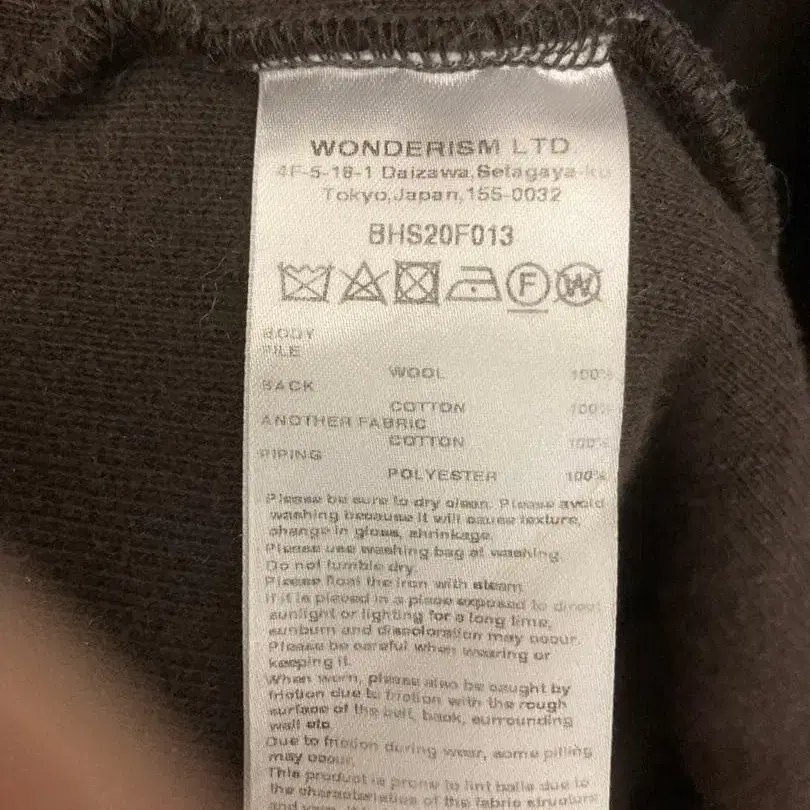 WONDERISM LTD.
4F-5-18-1 Daizawa,Setagaya-ku
Tokyo,Japan,155-0032
BHS20F013
F W
BODY
PILE
WOOL 100%
BACK
COTTON 100%
ANOTHER FABRIC
COTTON 100%
PIPING
POLYESTER 100%
Please be sure to dry clean. Please avoid
washing because it will cause texture,
change in gloss, shrinkage.
Please use washing bag at washing.
Do not tumble dry.
Please float the iron with steam.
If it is placed in a place exposed to direct
sunlight or lighting for a long time,
sunburn and discoloration may occur.
Please be careful when wearing or
keeping it.
When worn, please also be caught by
friction due to friction with the rough
surface of the belt, back, surrounding
wall etc.
Due to friction during wear, some pilling
may occur.
This product is prone to lint balls due to
the characteristics of the fabric structure
and